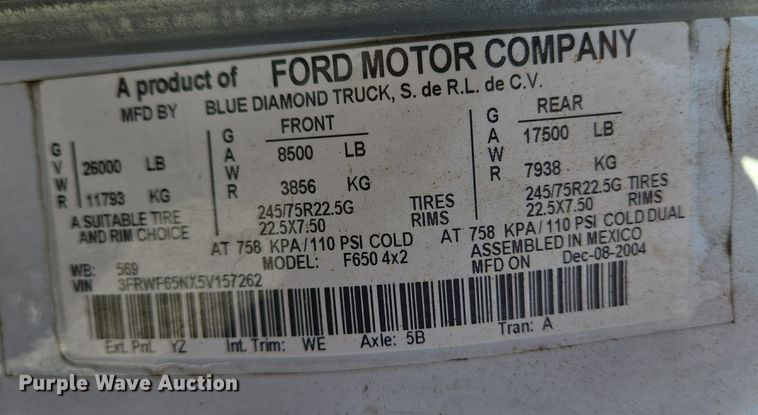 A product of FORD MOTOR COMPANY
MFD BY BLUE DIAMOND TRUCK, S. de R.L. de C.V.
GVWR 26000 LB
11793 KG
GAWR FRONT
8500 LB
3856 KG
GAWR REAR
17500 LB
7938 KG
A SUITABLE TIRE
AND RIM CHOICE
245/75R22.5G TIRES
22.5X7.50 RIMS
AT 758 KPA/110 PSI COLD
245/75R22.5G TIRES
22.5X7.50 RIMS
AT 758 KPA/110 PSI COLD DUAL
WB: 569
MODEL: F650 4x2
ASSEMBLED IN MEXICO
MFD ON Dec-08-2004
VIN 3FRWF65NX5V157262
Ext. Pnt. YZ Int. Trim: WE Axle: 5B Tran: A
Purple Wave Auction